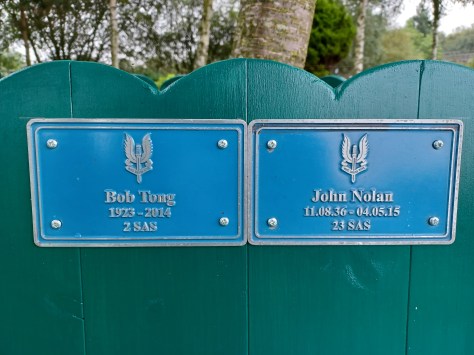 Bob Tong
1923 - 2014
2 SAS
John Nolan
11.08.36 - 04.05.15
23 SAS